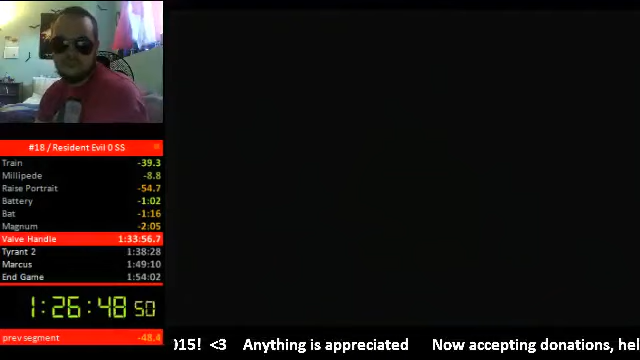 #18 / Resident Evil 0 SS
Train -39.3
Millipede -8.8
Raise Portrait -54.7
Battery -1:02
Bat -1:16
Magnum -2:05
Valve Handle 1:33:56.7
Tyrant 2 1:38:28
Marcus 1:49:10
End Game 1:54:02
1:26:48 50
prev segment -48.4
015! <3 Anything is appreciated Now accepting donations, hel